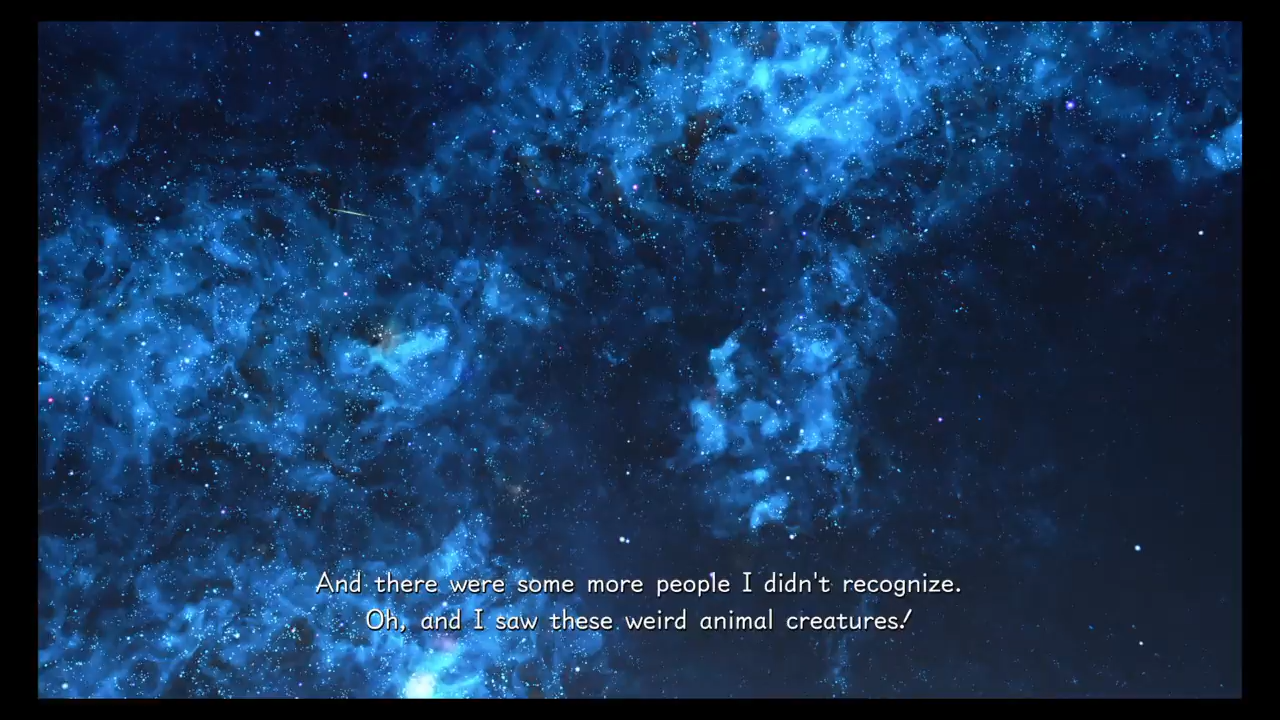 And there were some more people I didn't recognize.
Oh, and I saw these weird animal creatures!